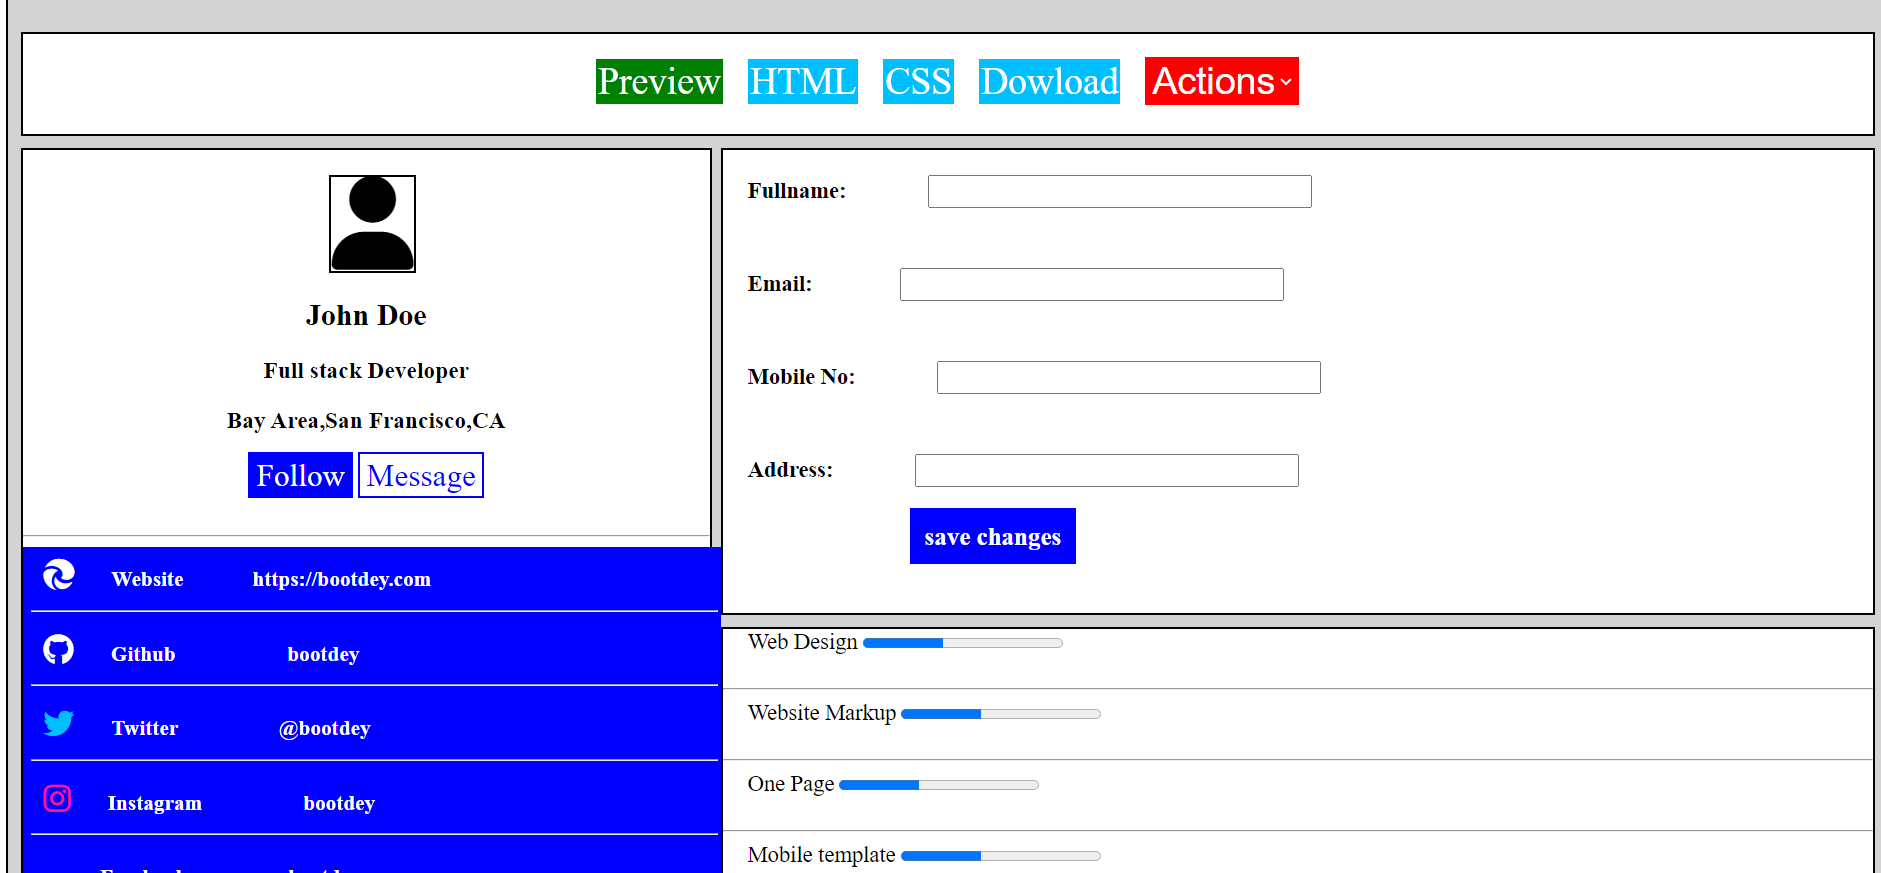 Preview HTML CSS Dowload Actions
John Doe
Full stack Developer
Bay Area,San Francisco,CA
Follow Message
Website https://bootdey.com
Github bootdey
Twitter @bootdey
Instagram bootdey
Fullname:
Email:
Mobile No:
Address:
save changes
Web Design
Website Markup
One Page
Mobile template